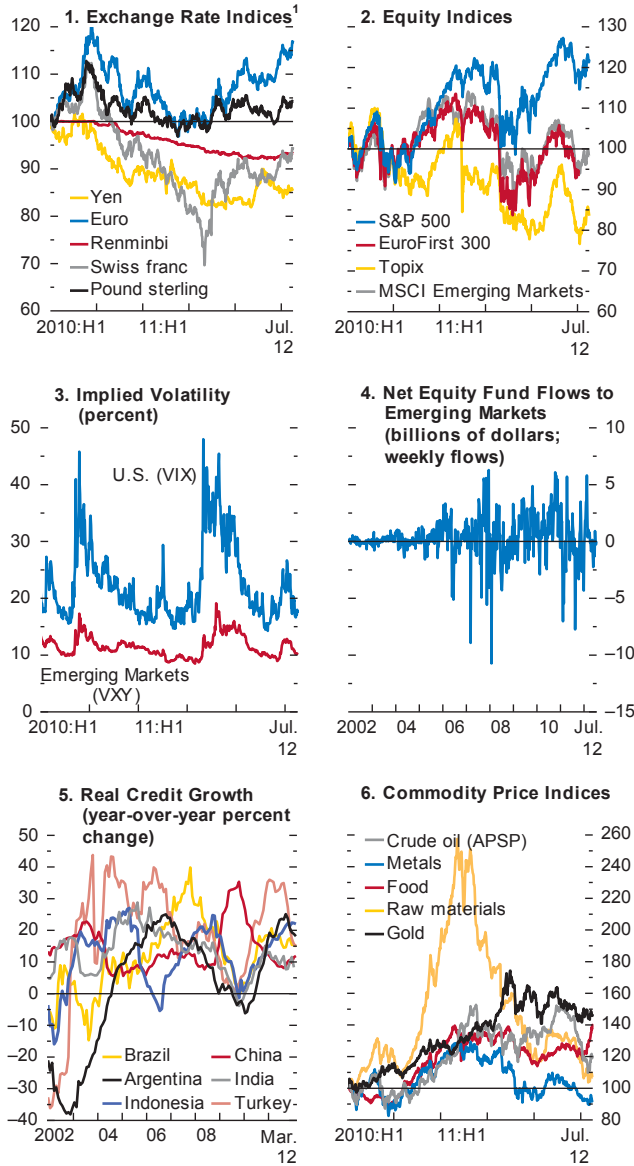 1. Exchange Rate Indices¹
120
110
100
90
80
70
60
Yen
Euro
Renminbi
Swiss franc
Pound sterling
2010:H1
11:H1
Jul.
12
2. Equity Indices
130
120
110
100
90
80
70
60
S&P 500
EuroFirst 300
Topix
MSCI Emerging Markets
2010:H1
11:H1
Jul.
12
3. Implied Volatility
(percent)
50
40
30
20
10
0
U.S. (VIX)
Emerging Markets
(VXY)
2010:H1
11:H1
Jul.
12
4. Net Equity Fund Flows to
Emerging Markets
(billions of dollars;
weekly flows)
10
5
0
–5
–10
–15
2002
04
06
08
10
Jul.
12
5. Real Credit Growth
(year-over-year percent
change)
50
40
30
20
10
0
–10
–20
–30
–40
Brazil
China
Argentina
India
Indonesia
Turkey
2002
04
06
08
Mar.
12
6. Commodity Price Indices
260
240
220
200
180
160
140
120
100
80
Crude oil (APSP)
Metals
Food
Raw materials
Gold
2010:H1
11:H1
Jul.
12